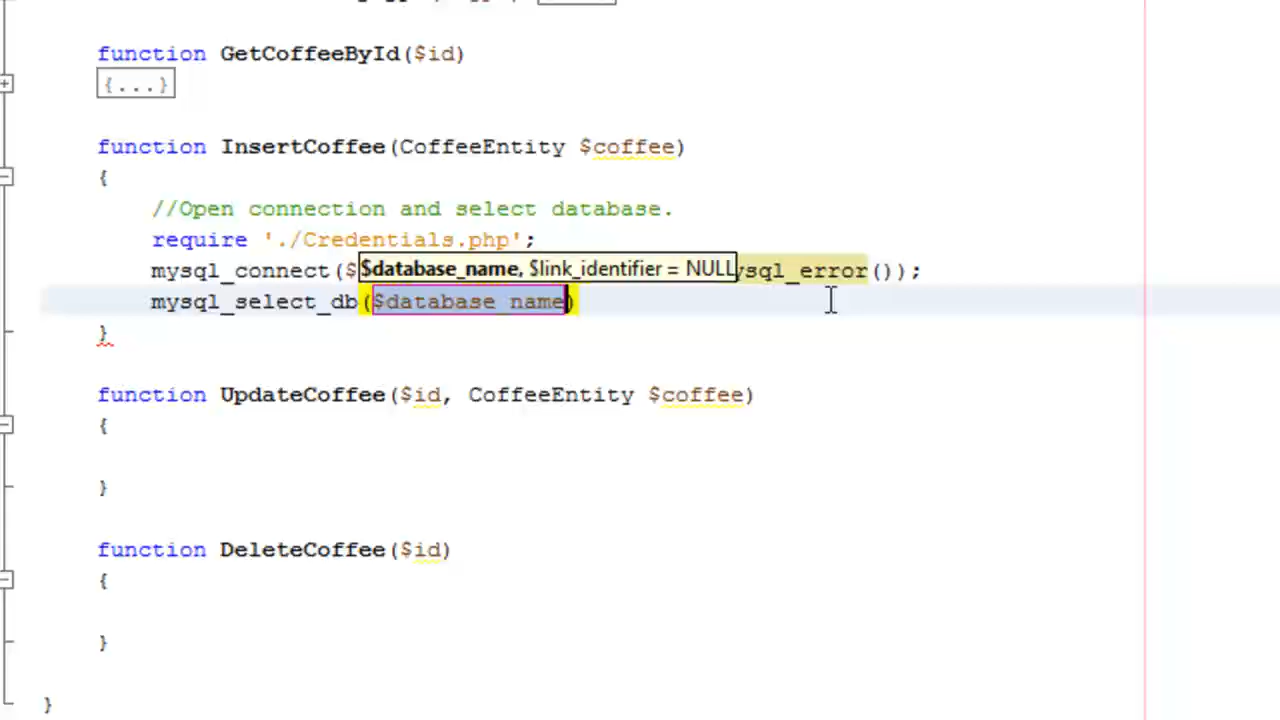 function GetCoffeeById($id)
{...}
function InsertCoffee(CoffeeEntity $coffee)
{
//Open connection and select database.
require './Credentials.php';
$database_name, $link_identifier = NULL
mysql_connect($ ysql_error());
mysql_select_db($database_name)
}
function UpdateCoffee($id, CoffeeEntity $coffee)
{
}
function DeleteCoffee($id)
{
}
}